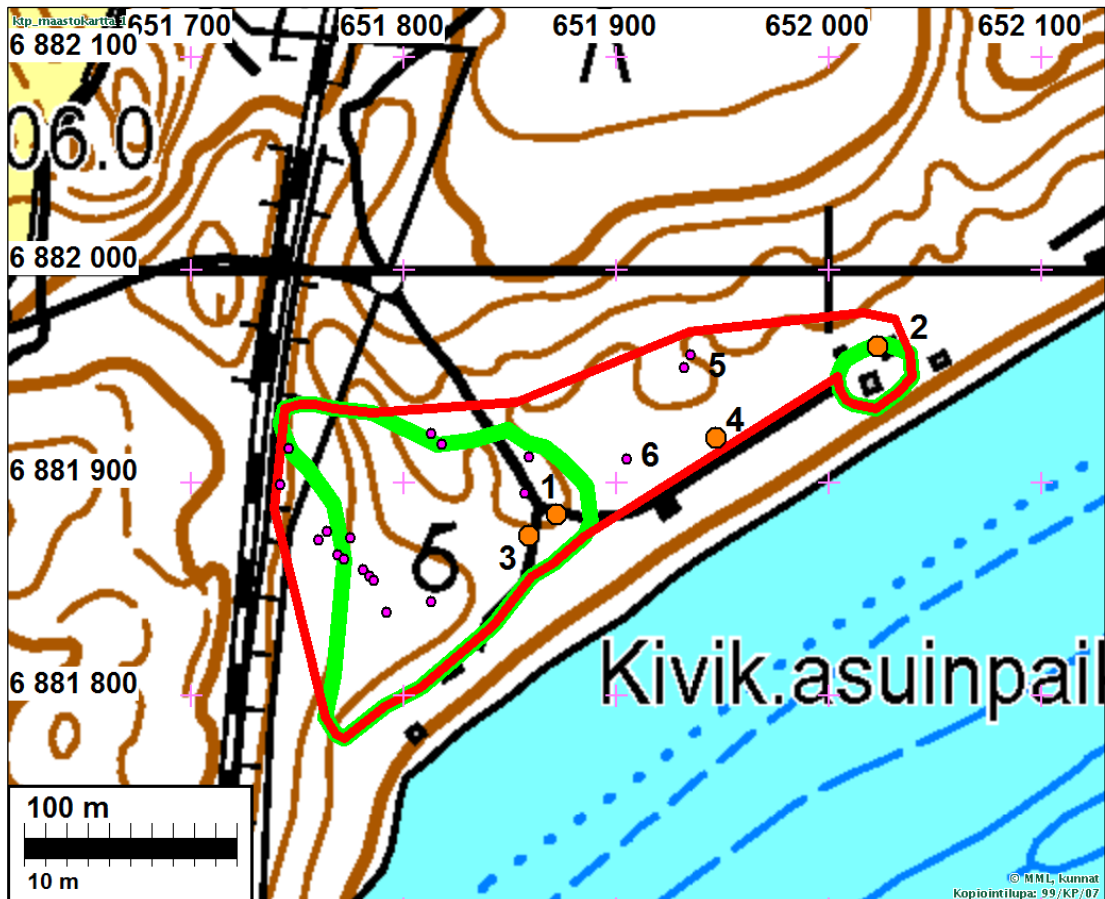 ktp_maastokartta_1
651 700 651 800 651 900 652 000 652 100
6 882 100
06.0
6 882 000
2
5
4
6 881 900
6
1
3
5
Kivik.asuinpail
6 881 800
100 m
10 m
© MML, kunnat
Kopiointilupa: 99/KP/07